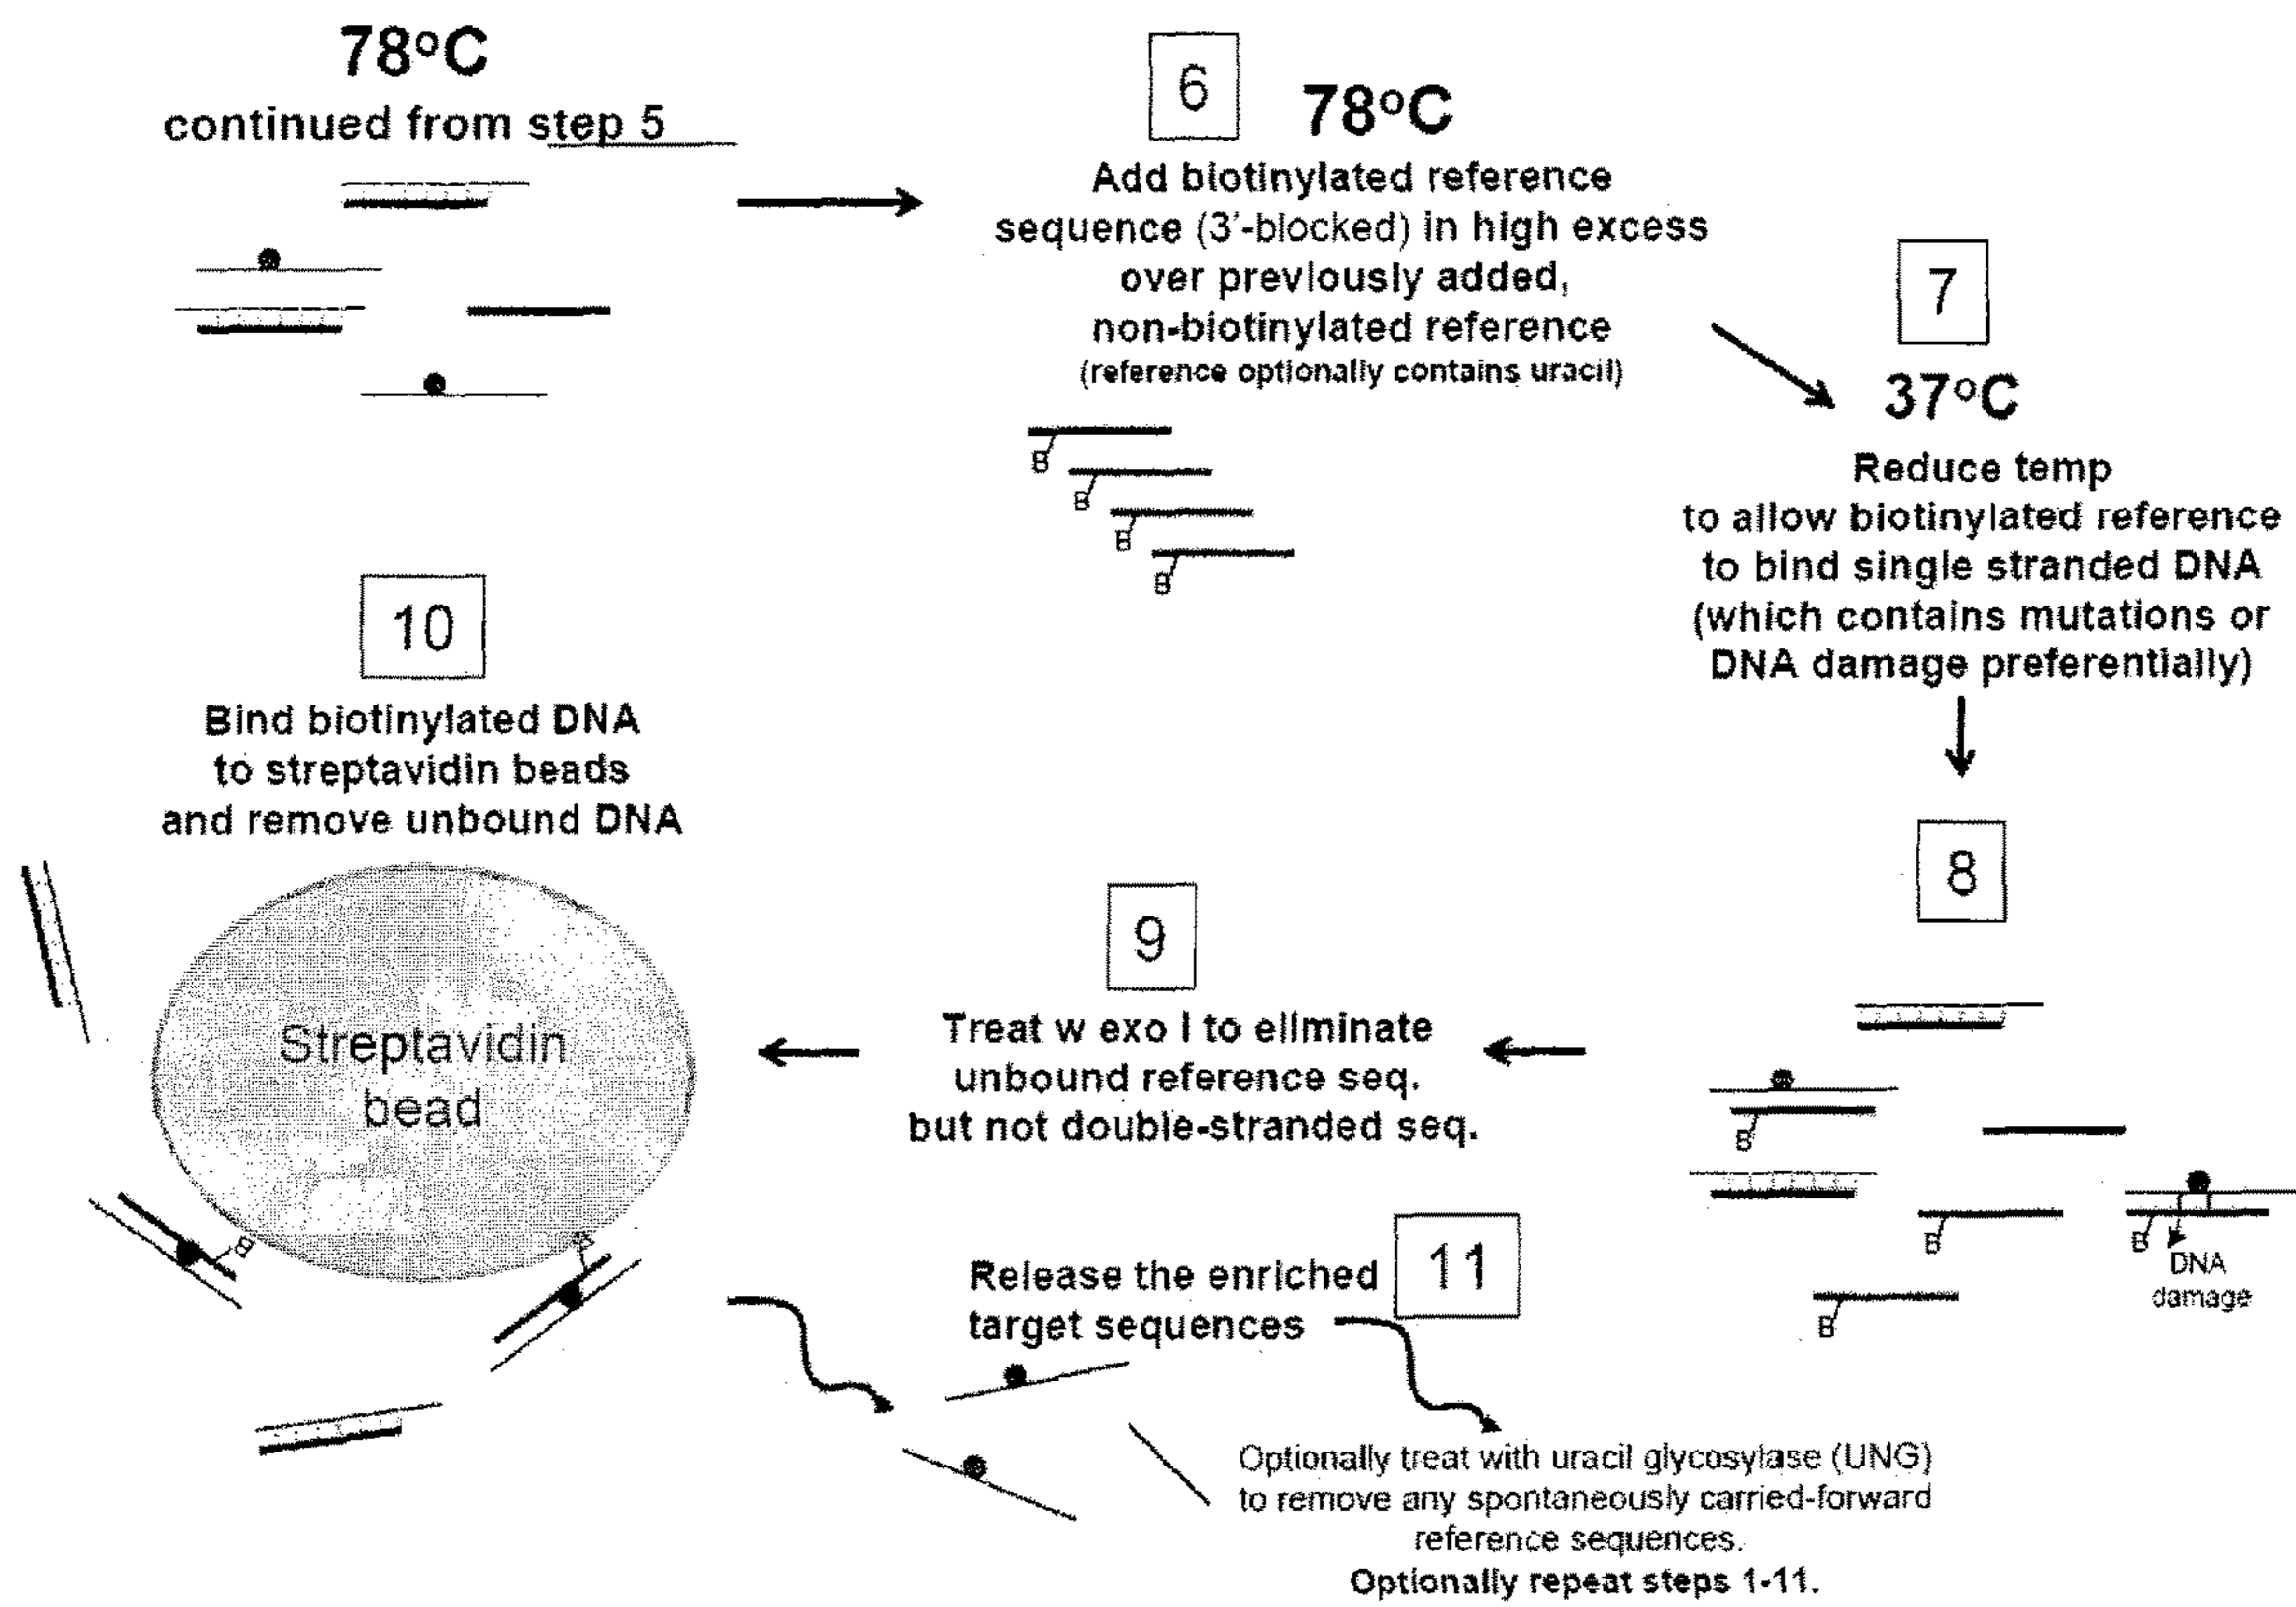 78°C
continued from step 5
6
78°C
Add biotinylated reference
sequence (3'-blocked) in high excess
over previously added,
non-biotinylated reference
(reference optionally contains uracil)
B
B
B
B
7
37°C
Reduce temp
to allow biotinylated reference
to bind single stranded DNA
(which contains mutations or
DNA damage preferentially)
8
B
B
B
B
DNA
damage
9
Treat w exo I to eliminate
unbound reference seq.
but not double-stranded seq.
10
Bind biotinylated DNA
to streptavidin beads
and remove unbound DNA
Streptavidin
bead
B
B
11
Release the enriched
target sequences
Optionally treat with uracil glycosylase (UNG)
to remove any spontaneously carried-forward
reference sequences.
Optionally repeat steps 1-11.